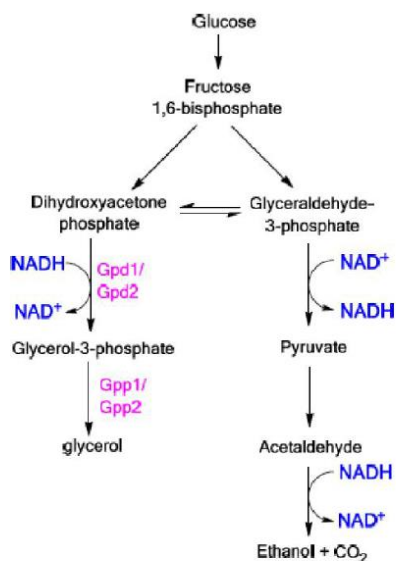 Glucose
Fructose
1,6-bisphosphate
Dihydroxyacetone
phosphate
Glyceraldehyde-
3-phosphate
NADH
NAD⁺
Gpd1/
Gpd2
NAD⁺
NADH
Glycerol-3-phosphate
Pyruvate
Gpp1/
Gpp2
glycerol
Acetaldehyde
NADH
NAD⁺
Ethanol + CO₂